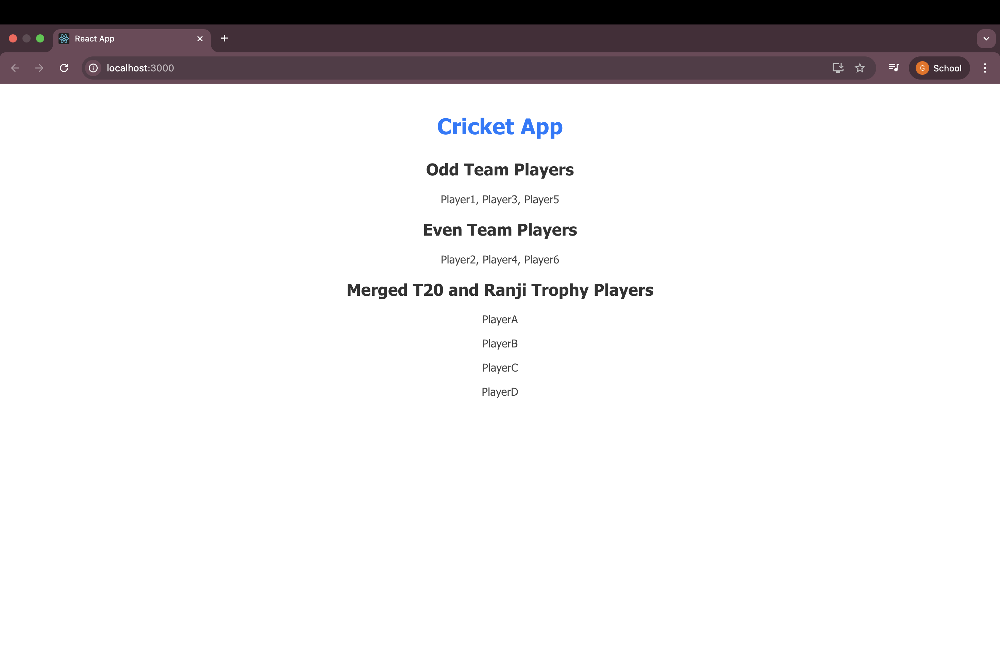 React App
localhost:3000
G School
Cricket App
Odd Team Players
Player1, Player3, Player5
Even Team Players
Player2, Player4, Player6
Merged T20 and Ranji Trophy Players
PlayerA
PlayerB
PlayerC
PlayerD